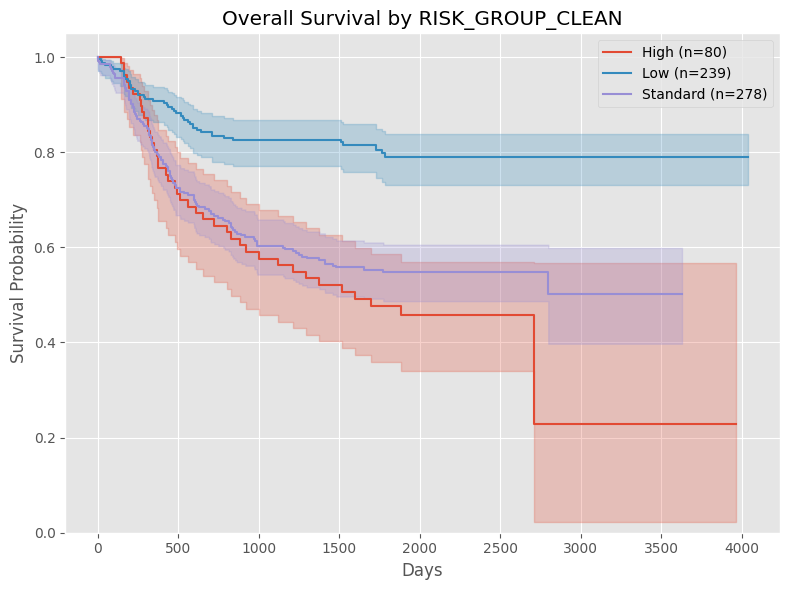 Overall Survival by RISK_GROUP_CLEAN
High (n=80)
Low (n=239)
Standard (n=278)
Survival Probability
1.0
0.8
0.6
0.4
0.2
0.0
0 500 1000 1500 2000 2500 3000 3500 4000
Days